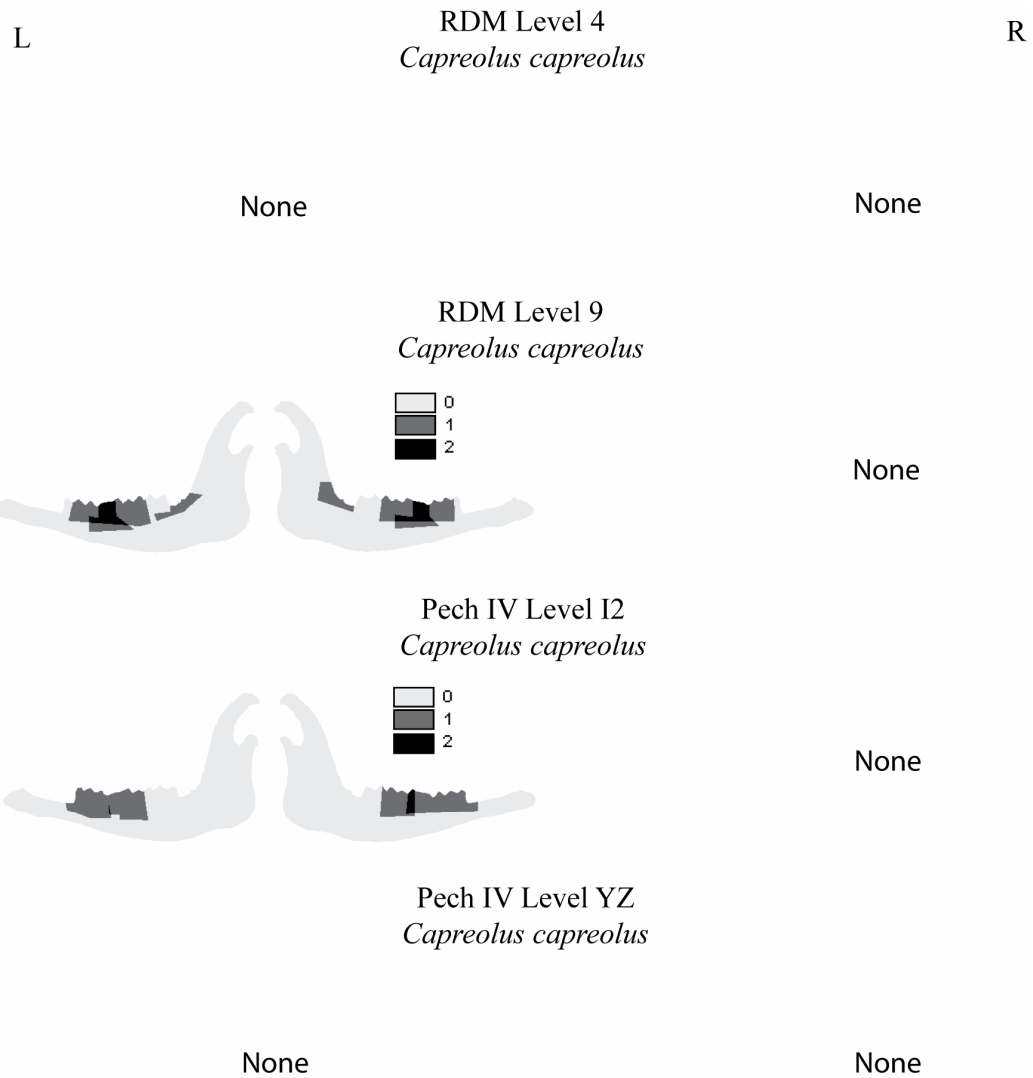 L
RDM Level 4
R
Capreolus capreolus
None
None
RDM Level 9
Capreolus capreolus
0
1
2
None
Pech IV Level I2
Capreolus capreolus
0
1
2
None
Pech IV Level YZ
Capreolus capreolus
None
None